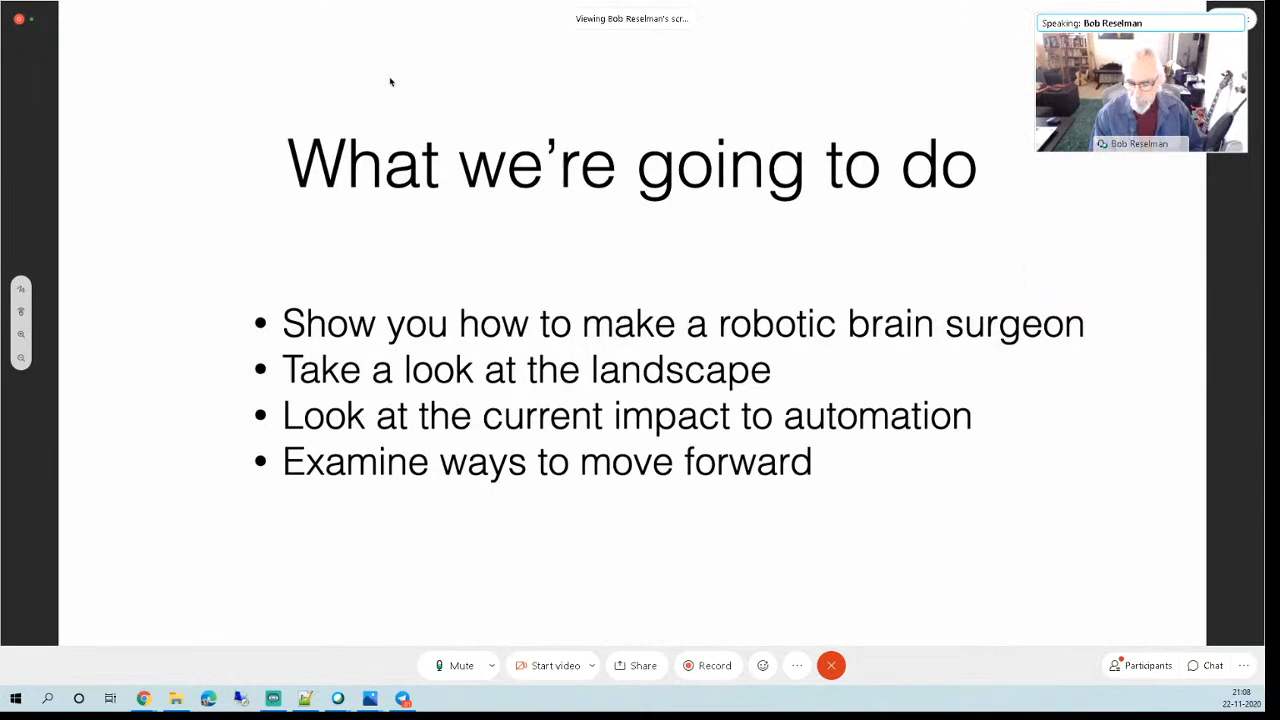 Viewing Bob Reselman's scr...
Speaking: Bob Reselman
Bob Reselman
What we're going to do
• Show you how to make a robotic brain surgeon
• Take a look at the landscape
• Look at the current impact to automation
• Examine ways to move forward
Mute
Start video
Share
Record
Participants
Chat
21:08
22-11-2020